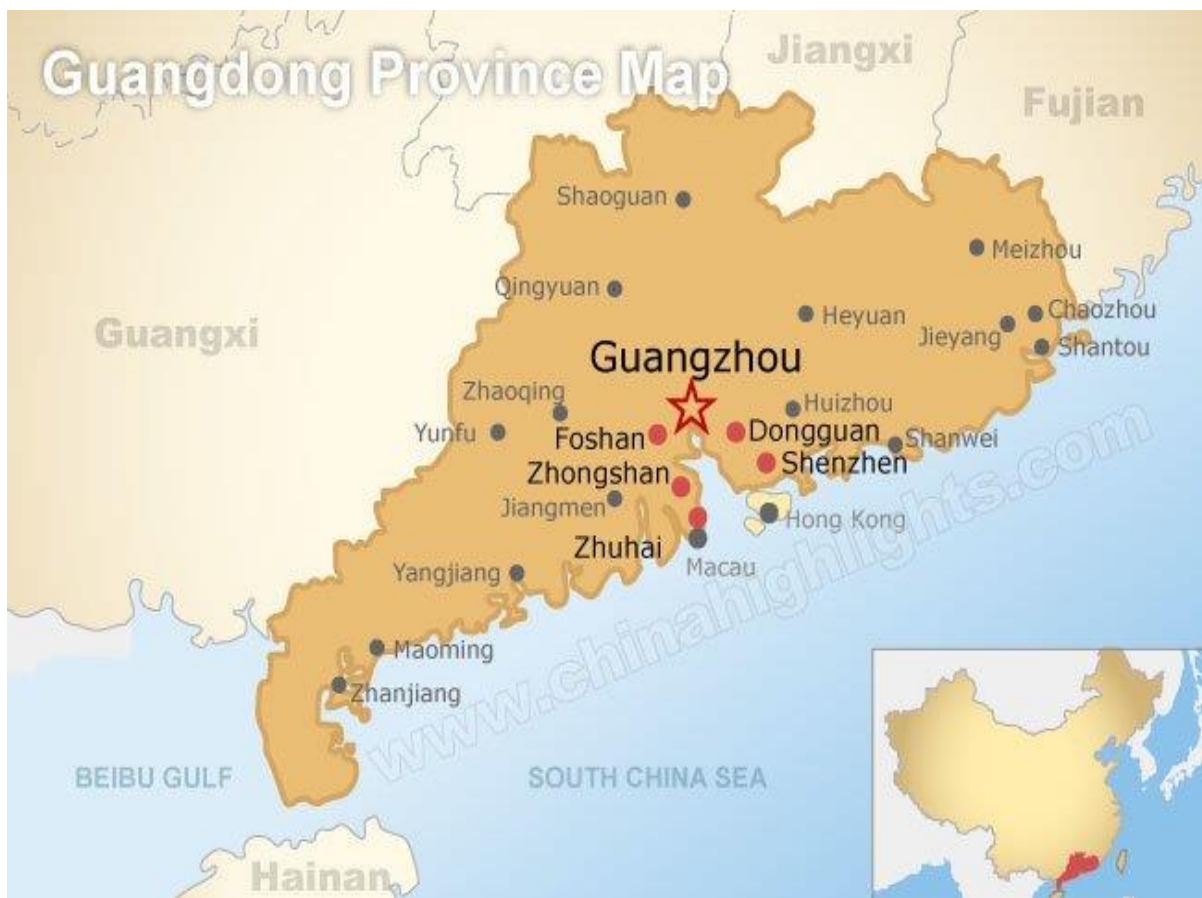 Guangdong Province Map
Jiangxi
Fujian
Shaoguan
Meizhou
Qingyuan
Guangxi
Heyuan
Chaozhou
Jieyang
Shantou
Guangzhou
Zhaoqing
Huizhou
Yunfu
Foshan
Dongguan
Shanwei
Zhongshan
Shenzhen
Jiangmen
Hong Kong
Zhuhai
Macau
Yangjiang
Maoming
Zhanjiang
www.chinahighlights.com
BEIBU GULF
SOUTH CHINA SEA
Hainan